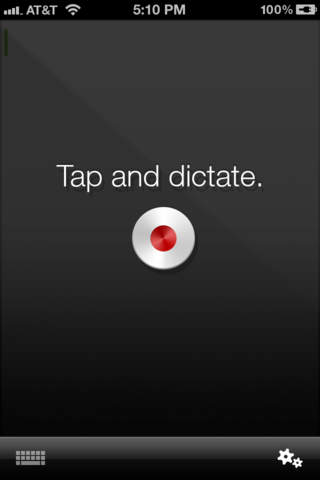 AT&T 5:10 PM 100%
Tap and dictate.